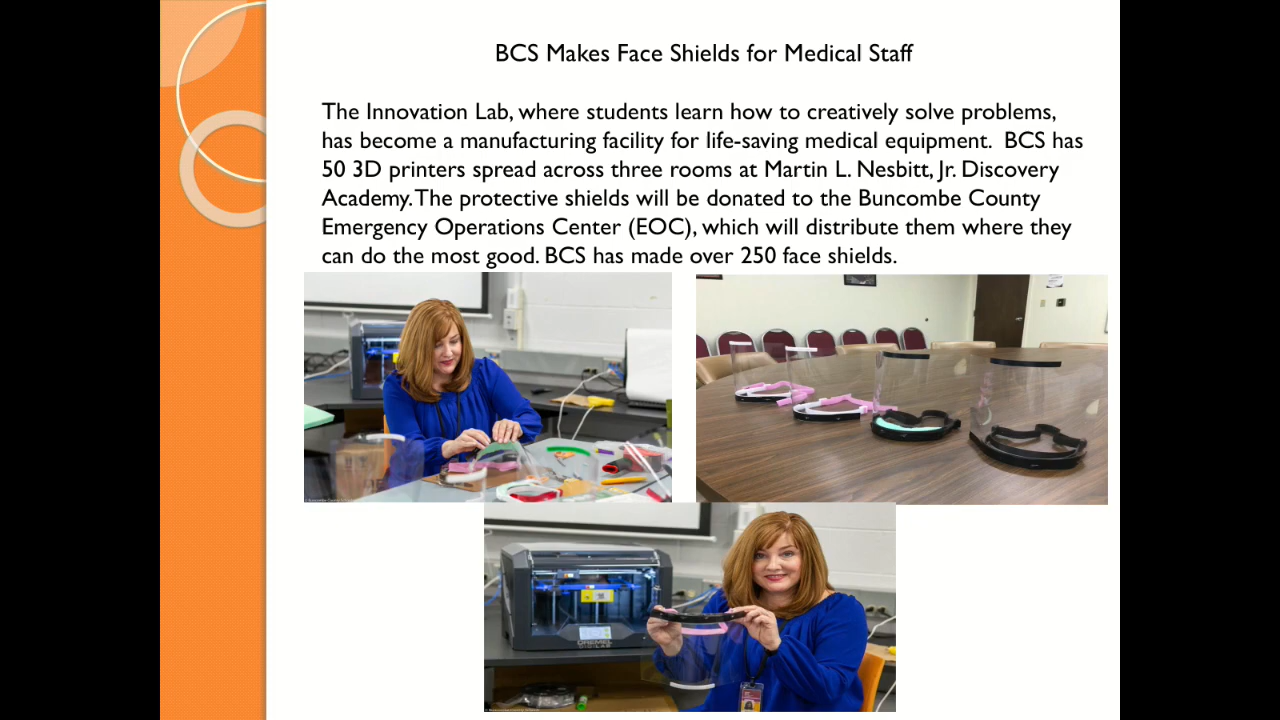 BCS Makes Face Shields for Medical Staff
The Innovation Lab, where students learn how to creatively solve problems,
has become a manufacturing facility for life-saving medical equipment.  BCS has
50 3D printers spread across three rooms at Martin L. Nesbitt, Jr. Discovery
Academy. The protective shields will be donated to the Buncombe County
Emergency Operations Center (EOC), which will distribute them where they
can do the most good. BCS has made over 250 face shields.
DREMEL
DIGILAB